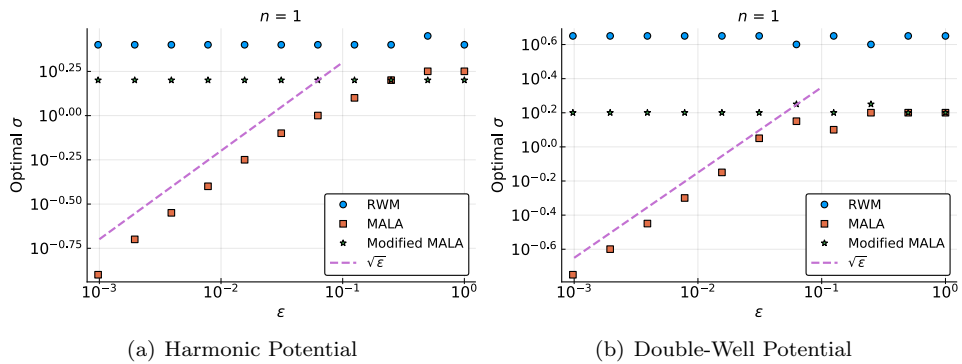 n = 1
Optimal σ
10^0.25
10^0.00
10^−0.25
10^−0.50
10^−0.75
RWM
MALA
Modified MALA
√ε
10^−3
10^−2
10^−1
10^0
ε
(a) Harmonic Potential
n = 1
Optimal σ
10^0.6
10^0.4
10^0.2
10^0.0
10^−0.2
10^−0.4
10^−0.6
RWM
MALA
Modified MALA
√ε
10^−3
10^−2
10^−1
10^0
ε
(b) Double-Well Potential